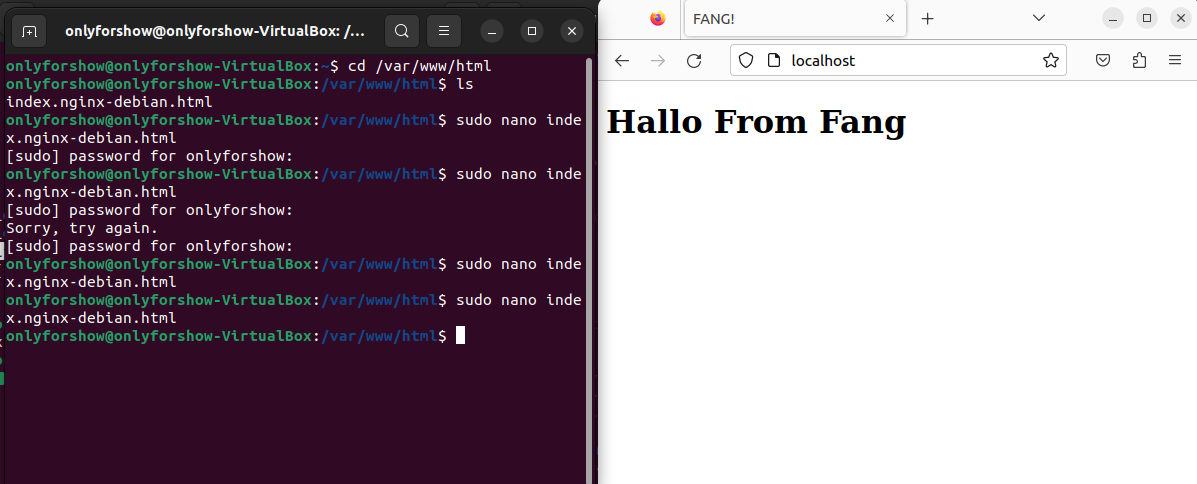 onlyforshow@onlyforshow-VirtualBox: /...
onlyforshow@onlyforshow-VirtualBox:~$ cd /var/www/html
onlyforshow@onlyforshow-VirtualBox:/var/www/html$ ls
index.nginx-debian.html
onlyforshow@onlyforshow-VirtualBox:/var/www/html$ sudo nano inde
x.nginx-debian.html
[sudo] password for onlyforshow:
onlyforshow@onlyforshow-VirtualBox:/var/www/html$ sudo nano inde
x.nginx-debian.html
[sudo] password for onlyforshow:
Sorry, try again.
[sudo] password for onlyforshow:
onlyforshow@onlyforshow-VirtualBox:/var/www/html$ sudo nano inde
x.nginx-debian.html
onlyforshow@onlyforshow-VirtualBox:/var/www/html$ sudo nano inde
x.nginx-debian.html
onlyforshow@onlyforshow-VirtualBox:/var/www/html$
FANG!
localhost
Hallo From Fang